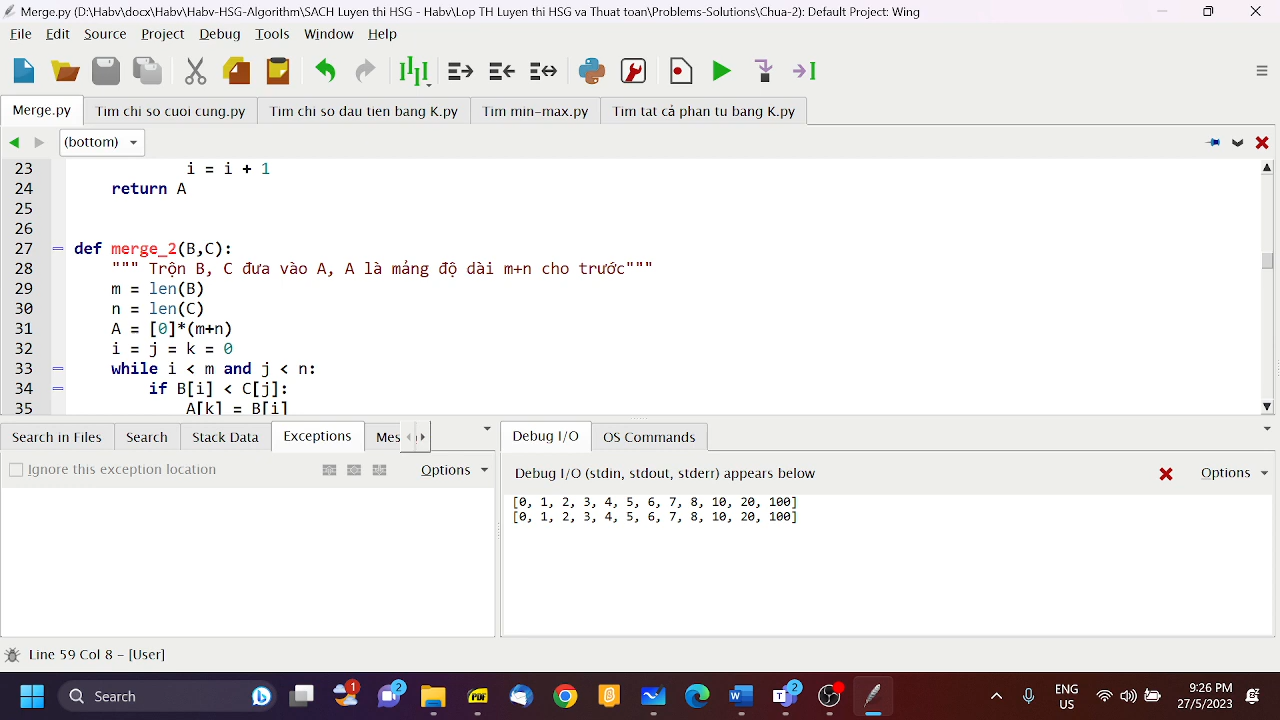 Merge.py (D:\Habv\docx\Habv\Habv-HSG-Algorithm\SACH Luyen thi HSG - Habv\Lop TH Luyen thi HSG va Thuat toan\Problems-Solutions\Chua-2): Default Project: Wing
File Edit Source Project Debug Tools Window Help
Merge.py Tim chi so cuoi cung.py Tim chi so dau tien bang K.py Tim min-max.py Tim tat cả phan tu bang K.py
(bottom)
23 i = i + 1
24 return A
25
26
27 def merge_2(B,C):
28 """ Trộn B, C đưa vào A, A là mảng độ dài m+n cho trước"""
29 m = len(B)
30 n = len(C)
31 A = [0]*(m+n)
32 i = j = k = 0
33 while i < m and j < n:
34 if B[i] < C[j]:
35 A[k] = B[i]
Search in Files Search Stack Data Exceptions Mes Debug I/O OS Commands
Ignore this exception location Options Debug I/O (stdin, stdout, stderr) appears below Options
[0, 1, 2, 3, 4, 5, 6, 7, 8, 10, 20, 100]
[0, 1, 2, 3, 4, 5, 6, 7, 8, 10, 20, 100]
Line 59 Col 8 – [User]
Search 1 2 PDF 2 ENG 9:26 PM
US 27/5/2023